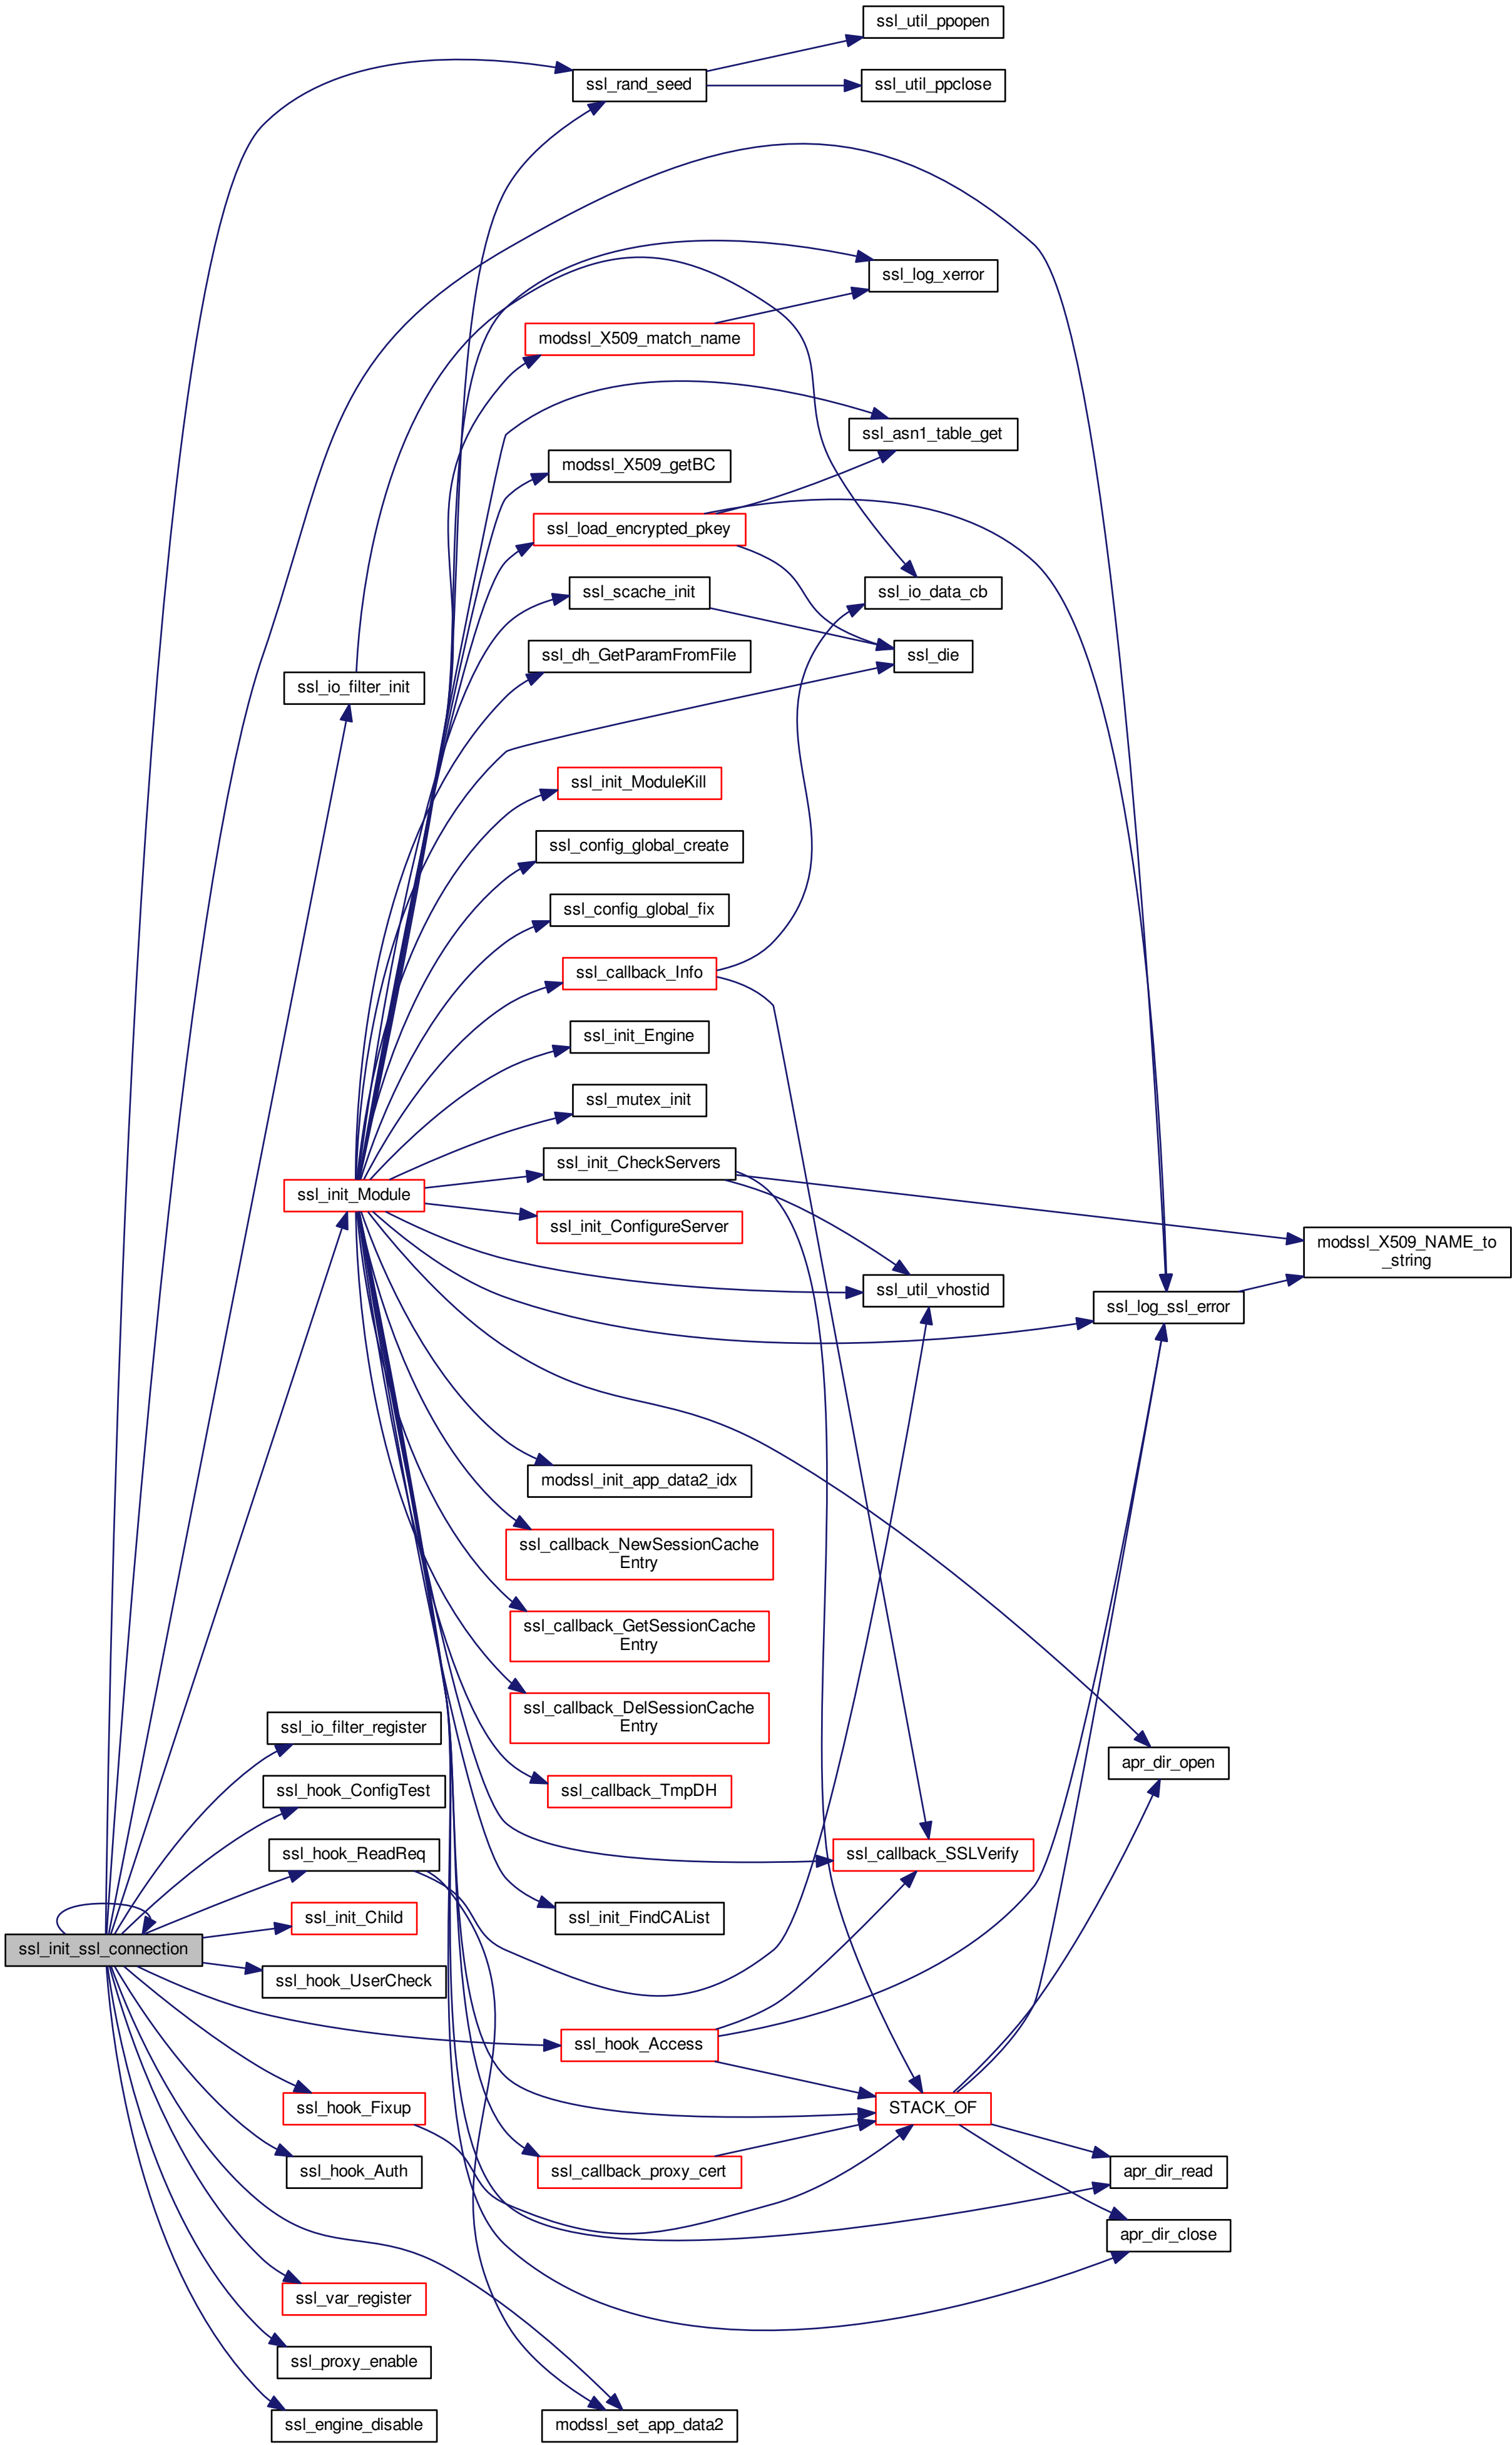 ssl_util_ppopen
ssl_rand_seed
ssl_util_ppclose
ssl_log_xerror
modssl_X509_match_name
ssl_asn1_table_get
modssl_X509_getBC
ssl_load_encrypted_pkey
ssl_io_data_cb
ssl_scache_init
ssl_dh_GetParamFromFile
ssl_die
ssl_io_filter_init
ssl_init_ModuleKill
ssl_config_global_create
ssl_config_global_fix
ssl_callback_Info
ssl_init_Engine
ssl_mutex_init
ssl_init_CheckServers
ssl_init_Module
ssl_init_ConfigureServer
modssl_X509_NAME_to
_string
ssl_util_vhostid
ssl_log_ssl_error
modssl_init_app_data2_idx
ssl_callback_NewSessionCache
Entry
ssl_callback_GetSessionCache
Entry
ssl_callback_DelSessionCache
Entry
ssl_io_filter_register
apr_dir_open
ssl_hook_ConfigTest
ssl_callback_TmpDH
ssl_hook_ReadReq
ssl_callback_SSLVerify
ssl_init_Child
ssl_init_FindCAList
ssl_init_ssl_connection
ssl_hook_UserCheck
ssl_hook_Access
ssl_hook_Fixup
STACK_OF
ssl_hook_Auth
ssl_callback_proxy_cert
apr_dir_read
apr_dir_close
ssl_var_register
ssl_proxy_enable
ssl_engine_disable
modssl_set_app_data2